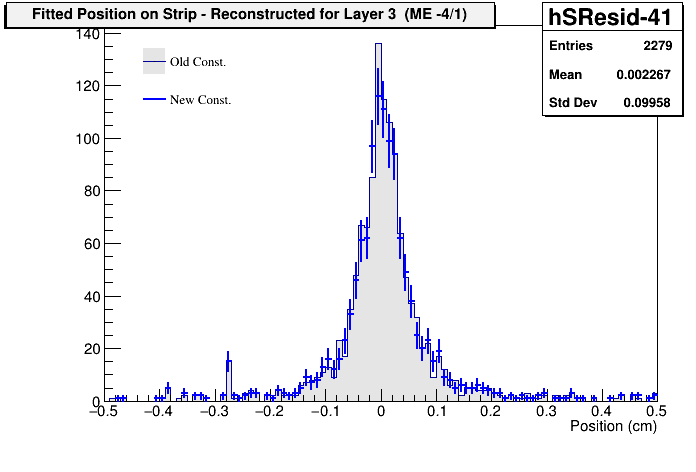 Fitted Position on Strip - Reconstructed for Layer 3 (ME -4/1)
hSResid-41
Entries 2279
Mean 0.002267
Std Dev 0.09958
Old Const.
New Const.
140
120
100
80
60
40
20
0
−0.5 −0.4 −0.3 −0.2 −0.1 0 0.1 0.2 0.3 0.4 0.5
Position (cm)